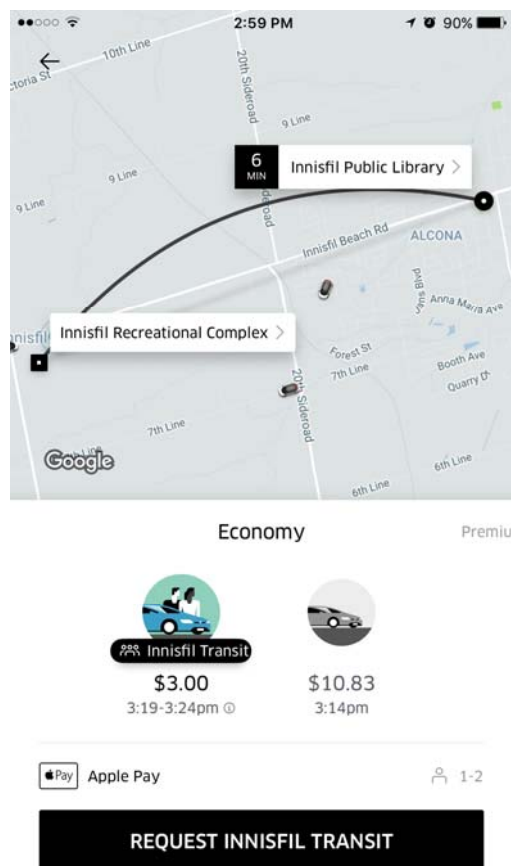 2:59 PM
90%
10th Line
20th Sideroad
9 Line
6
MIN
Innisfil Public Library
9 Line
9 Line
Innisfil Beach Rd
ALCONA
Anna Maria Ave
Innisfil Recreational Complex
Forest St
7th Line
Booth Ave
Quarry Dr
20th Sideroad
7th Line
Google
6th Line
6th Line
Economy
Premiu
Innisfil Transit
$3.00
$10.83
3:19-3:24pm
3:14pm
Pay
Apple Pay
1-2
REQUEST INNISFIL TRANSIT